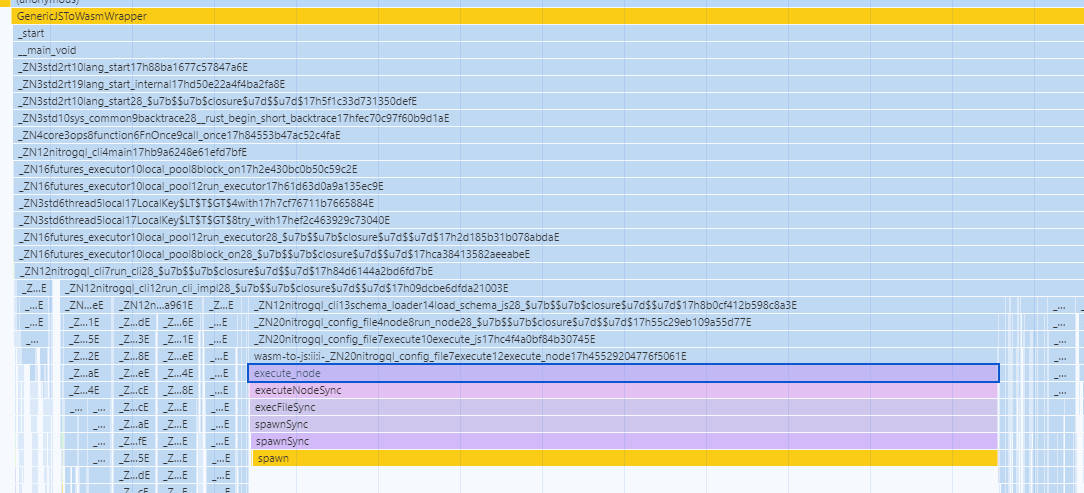 (anonymous)
GenericJSToWasmWrapper
_start
__main_void
_ZN3std2rt10lang_start17h88ba1677c57847a6E
_ZN3std2rt19lang_start_internal17hd50e22a4f4ba2fa8E
_ZN3std2rt10lang_start28_$u7b$$u7b$closure$u7d$$u7d$17h5f1c33d731350defE
_ZN3std10sys_common9backtrace28__rust_begin_short_backtrace17hfec70c97f60b9d1aE
_ZN4core3ops8function6FnOnce9call_once17h84553b47ac52c4faE
_ZN12nitrogql_cli4main17hb9a6248e61efd7bfE
_ZN16futures_executor10local_pool8block_on17h2e430bc0b50c59c2E
_ZN16futures_executor10local_pool12run_executor17h61d63d0a9a135ec9E
_ZN3std6thread5local17LocalKey$LT$T$GT$4with17h7cf76711b7665884E
_ZN3std6thread5local17LocalKey$LT$T$GT$8try_with17hef2c463929c73040E
_ZN16futures_executor10local_pool12run_executor28_$u7b$$u7b$closure$u7d$$u7d$17h2d185b31b078abdaE
_ZN16futures_executor10local_pool8block_on28_$u7b$$u7b$closure$u7d$$u7d$17hca38413582aeeabeE
_ZN12nitrogql_cli7run_cli28_$u7b$$u7b$closure$u7d$$u7d$17h84d6144a2bd6fd7bE
_Z...E _ZN12nitrogql_cli12run_cli_impl28_$u7b$$u7b$closure$u7d$$u7d$17h09dcbe6dfda21003E
_...E _ZN...eE _ZN12n...a961E _Z...E _ZN12nitrogql_cli13schema_loader14load_schema_js28_$u7b$$u7b$closure$u7d$$u7d$17h8b0cf412b598c8a3E _...
_...E _Z...1E _Z...dE _Z...6E _...E _ZN20nitrogql_config_file4node8run_node28_$u7b$$u7b$closure$u7d$$u7d$17h55c29eb109a55d77E _...
_... _Z...5E _Z...3E _Z...1E _...E _ZN20nitrogql_config_file7execute10execute_js17hc4f4a0bf84b30745E _...
_Z...2E _Z...8E _Z...eE _...E wasm-to-js:ii:i-_ZN20nitrogql_config_file7execute12execute_node17h45529204776f5061E _...
_Z...aE _Z...eE _Z...4E _...E execute_node _...
_Z...4E _Z...cE _Z...8E _...E executeNodeSync _...
_... _... _Z...cE _Z...E _...E execFileSync
_... _Z...aE _Z...E _...E spawnSync
_... _Z...fE _Z...E _...E spawnSync
_... _Z...5E _Z...E _...E spawn
_Z...dE _Z...E _...E
_Z...cE _Z...E _...E